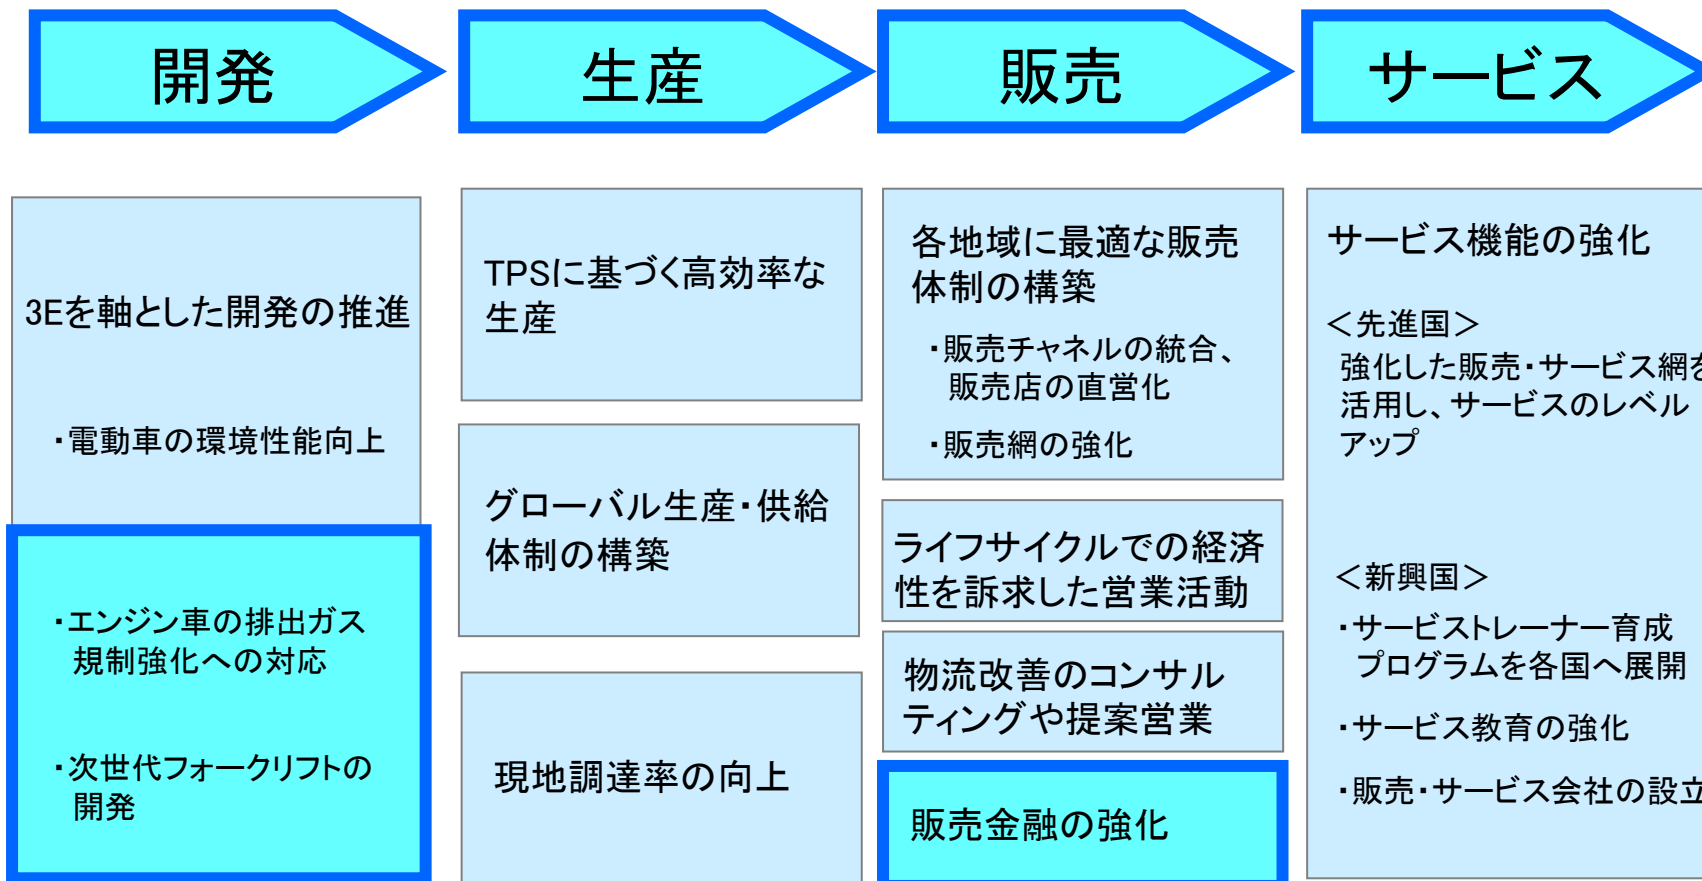 開発
生産
販売
サービス
3Eを軸とした開発の推進
・電動車の環境性能向上
・エンジン車の排出ガス
規制強化への対応
・次世代フォークリフトの
開発
TPSに基づく高効率な
生産
グローバル生産・供給
体制の構築
現地調達率の向上
各地域に最適な販売
体制の構築
・販売チャネルの統合、
販売店の直営化
・販売網の強化
ライフサイクルでの経済
性を訴求した営業活動
物流改善のコンサル
ティングや提案営業
販売金融の強化
サービス機能の強化
＜先進国＞
強化した販売・サービス網を
活用し、サービスのレベル
アップ
＜新興国＞
・サービストレーナー育成
プログラムを各国へ展開
・サービス教育の強化
・販売・サービス会社の設立